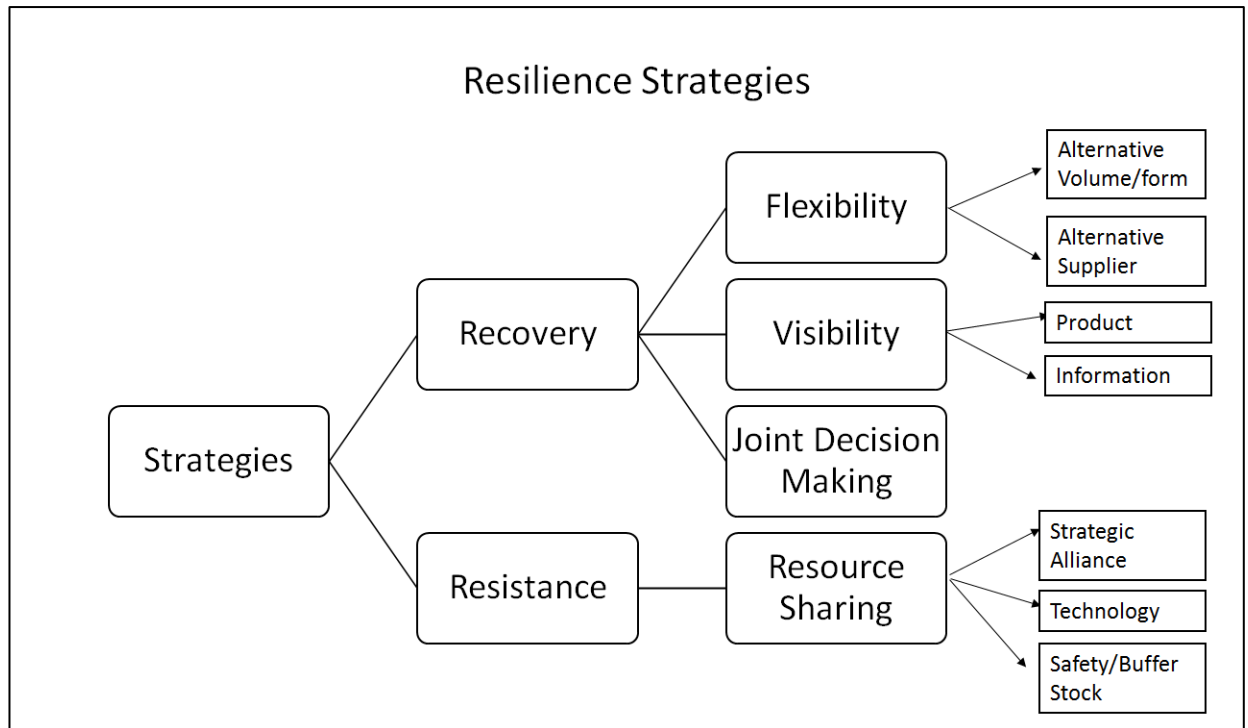 Resilience Strategies
Alternative
Volume/form
Flexibility
Alternative
Supplier
Recovery
Visibility
Product
Information
Strategies
Joint Decision
Making
Resistance
Resource
Sharing
Strategic
Alliance
Technology
Safety/Buffer
Stock